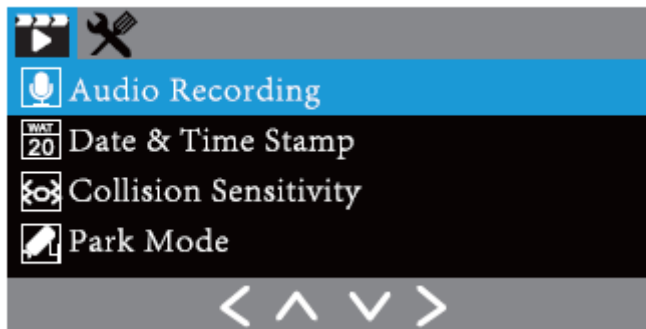 Audio Recording
WAT
20
Date & Time Stamp
Collision Sensitivity
Park Mode